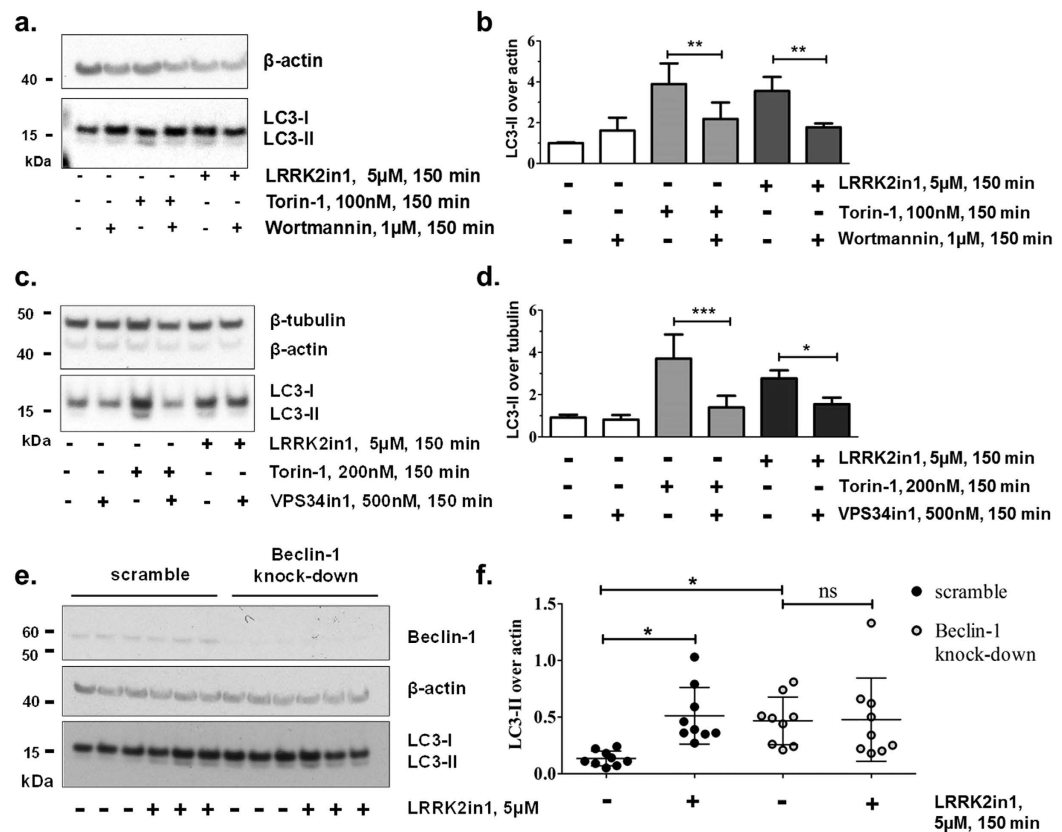 a.
β-actin
40
LC3-I
15
LC3-II
kDa
- - - - + + LRRK2in1, 5µM, 150 min
- - + + - - Torin-1, 100nM, 150 min
- + - + - + Wortmannin, 1µM, 150 min
b.
LC3-II over actin
6
4
2
0
** **
- - - - + + LRRK2in1, 5µM, 150 min
- - + + - - Torin-1, 100nM, 150 min
- + - + - + Wortmannin, 1µM, 150 min
c.
50
β-tubulin
β-actin
40
LC3-I
15
LC3-II
kDa
- - - - + + LRRK2in1, 5µM, 150 min
- - + + - - Torin-1, 200nM, 150 min
- + - + - + VPS34in1, 500nM, 150 min
d.
LC3-II over tubulin
6
4
2
0
*** *
- - - - + + LRRK2in1, 5µM, 150 min
- - + + - - Torin-1, 200nM, 150 min
- + - + - + VPS34in1, 500nM, 150 min
e.
scramble
Beclin-1
knock-down
60
Beclin-1
50
β-actin
40
LC3-I
15
LC3-II
kDa
- - - + + + - - - + + + LRRK2in1, 5µM
f.
LC3-II over actin
1.5
1.0
0.5
0.0
*
*
ns
scramble
Beclin-1
knock-down
- + - + LRRK2in1,
5µM, 150 min